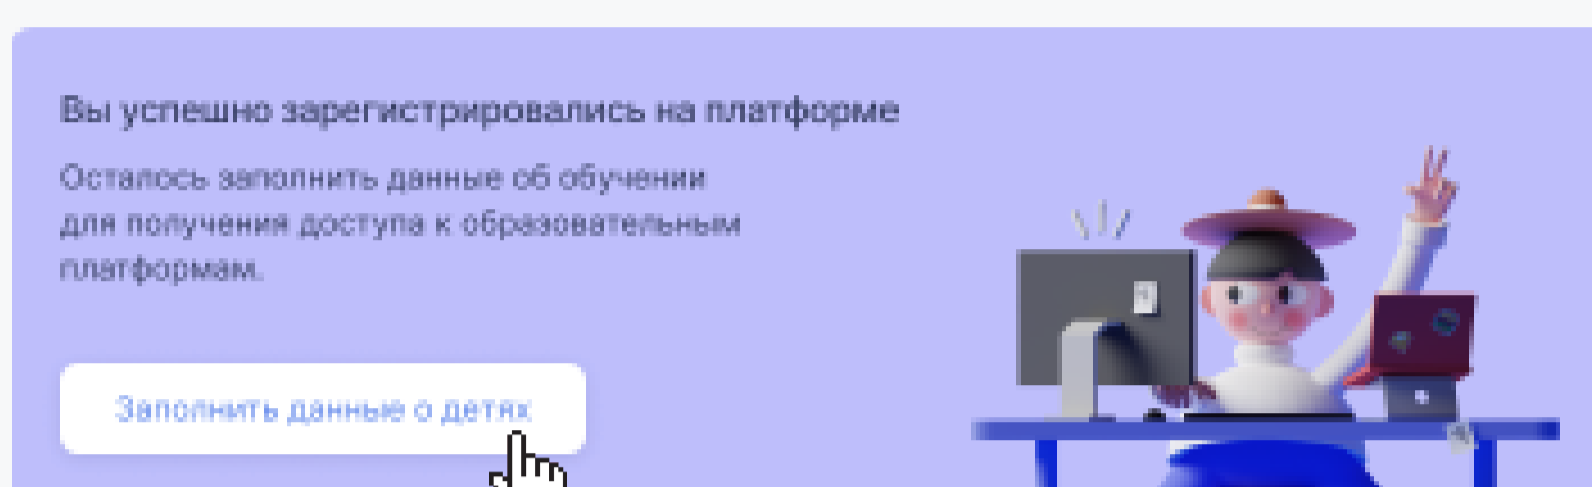 Вы успешно зарегистрировались на платформе
Осталось заполнить данные об обучении
для получения доступа к образовательным
платформам.
Заполнить данные о детях